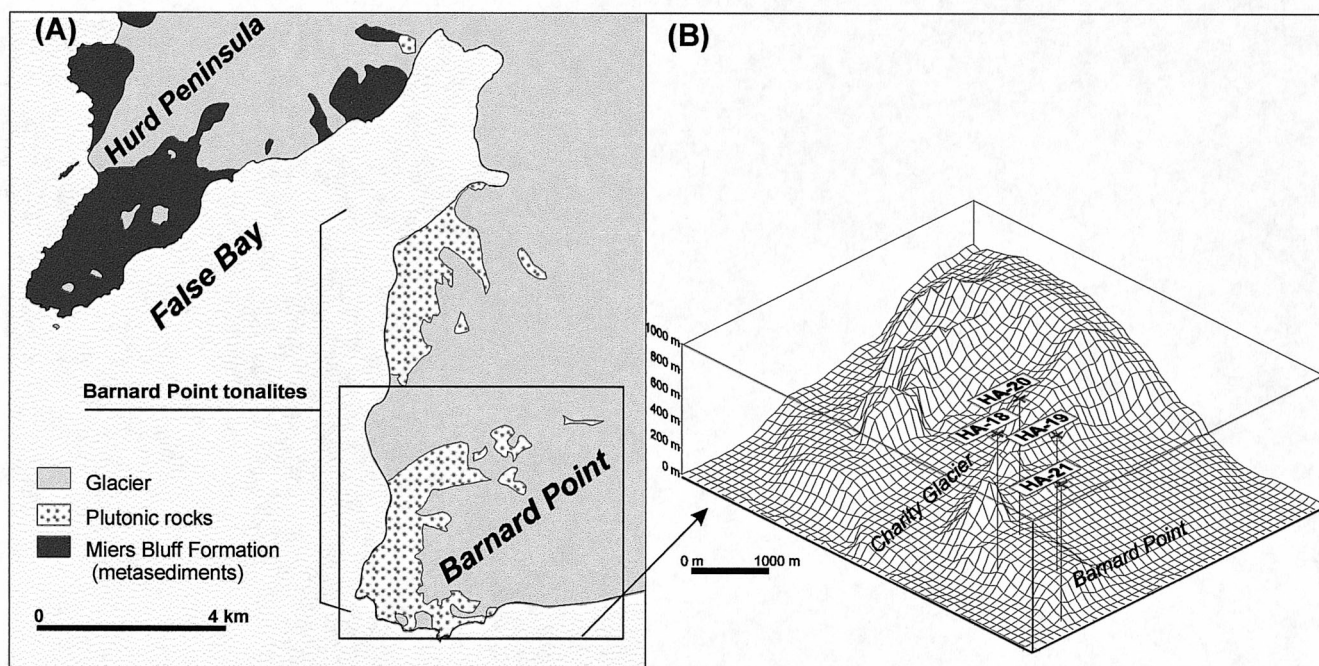 (A)
Hurd Peninsula
False Bay
Barnard Point tonalites
Barnard Point
Glacier
Plutonic rocks
Miers Bluff Formation
(metasediments)
0 4 km
(B)
1000 m
800 m
600 m
400 m
200 m
0 m
HA-20
HA-18
HA-19
HA-21
Charity Glacier
Barnard Point
0 m 1000 m